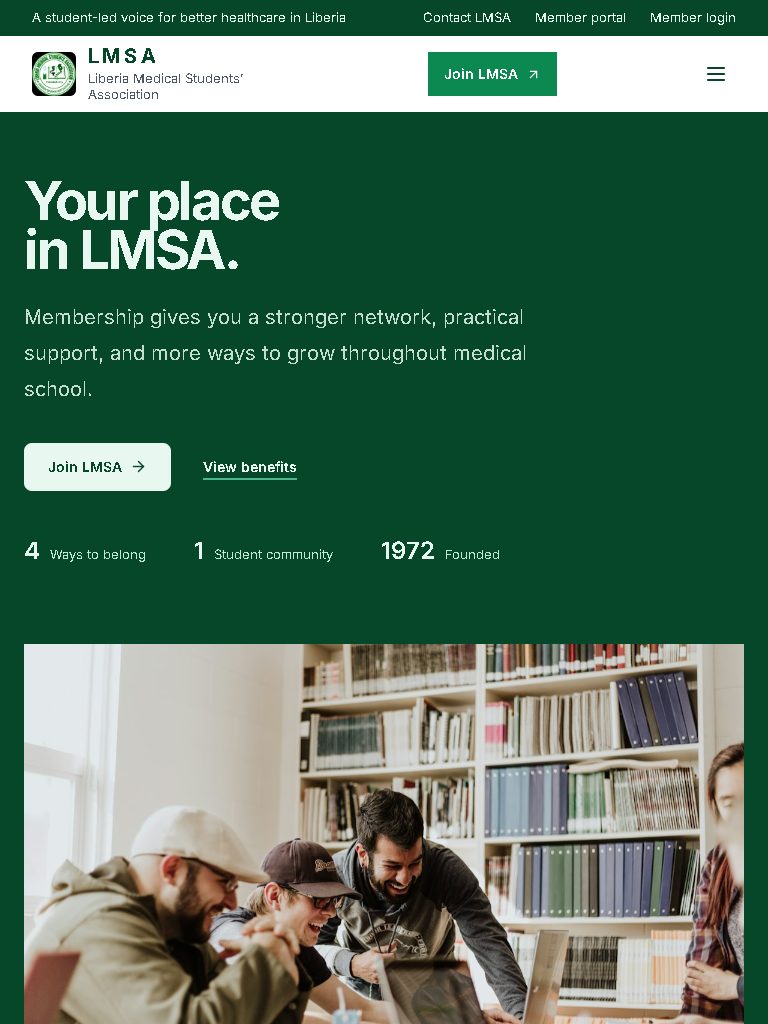 A student-led voice for better healthcare in Liberia
Contact LMSA
Member portal
Member login
LMSA
Liberia Medical Students'
Association
Join LMSA
Your place
in LMSA.
Membership gives you a stronger network, practical
support, and more ways to grow throughout medical
school.
Join LMSA
View benefits
4 Ways to belong
1 Student community
1972 Founded